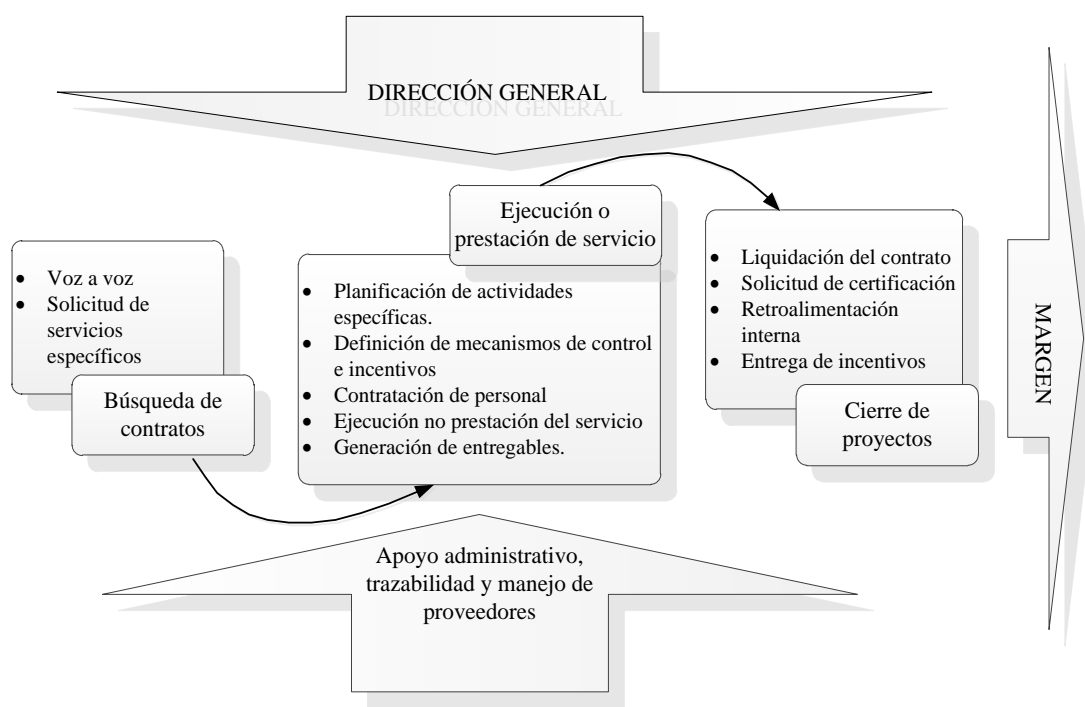 DIRECCIÓN GENERAL
Ejecución o
prestación de servicio
• Voz a voz
• Solicitud de
servicios
específicos
Búsqueda de
contratos
• Planificación de actividades
específicas.
• Definición de mecanismos de control
e incentivos
• Contratación de personal
• Ejecución no prestación del servicio
• Generación de entregables.
• Liquidación del contrato
• Solicitud de certificación
• Retroalimentación
interna
• Entrega de incentivos
Cierre de
proyectos
MARGEN
Apoyo administrativo,
trazabilidad y manejo de
proveedores